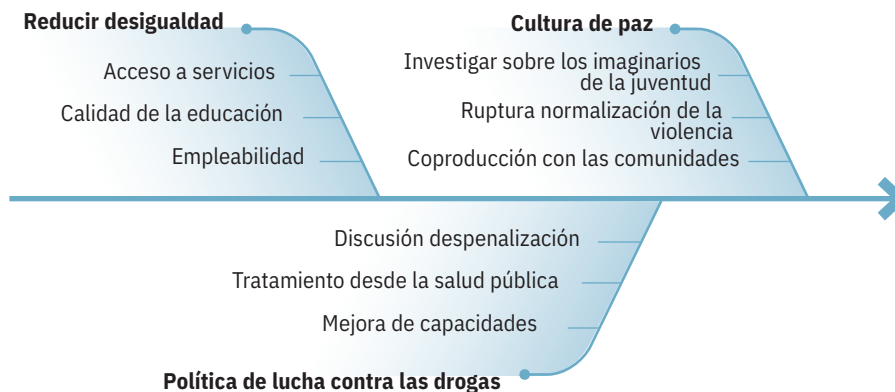 Reducir desigualdad
Acceso a servicios
Calidad de la educación
Empleabilidad
Cultura de paz
Investigar sobre los imaginarios
de la juventud
Ruptura normalización de la
violencia
Coproducción con las comunidades
Discusión despenalización
Tratamiento desde la salud pública
Mejora de capacidades
Política de lucha contra las drogas